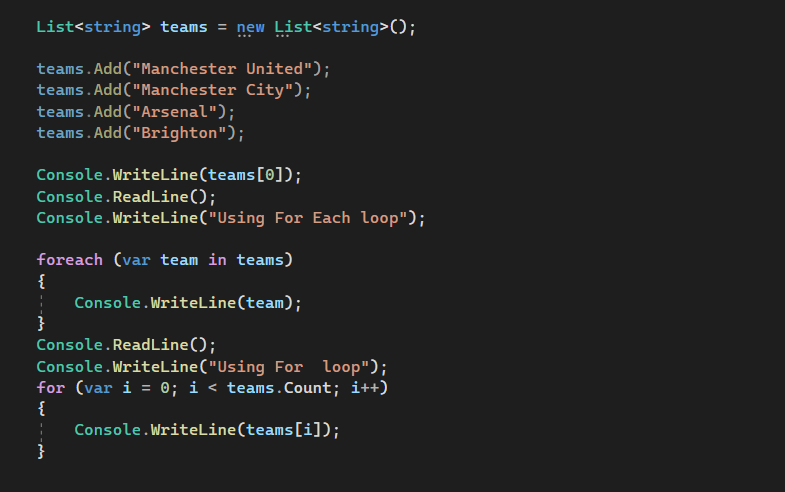 List<string> teams = new List<string>();
teams.Add("Manchester United");
teams.Add("Manchester City");
teams.Add("Arsenal");
teams.Add("Brighton");
Console.WriteLine(teams[0]);
Console.ReadLine();
Console.WriteLine("Using For Each loop");
foreach (var team in teams)
{
    Console.WriteLine(team);
}
Console.ReadLine();
Console.WriteLine("Using For  loop");
for (var i = 0; i < teams.Count; i++)
{
    Console.WriteLine(teams[i]);
}